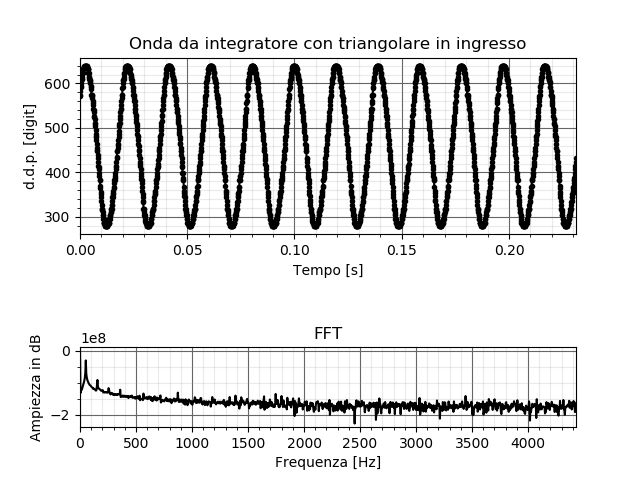 Onda da integratore con triangolare in ingresso
d.d.p. [digit]
600
500
400
300
0.00 0.05 0.10 0.15 0.20
Tempo [s]
FFT
1e8
Ampiezza in dB
0
−2
0 500 1000 1500 2000 2500 3000 3500 4000
Frequenza [Hz]